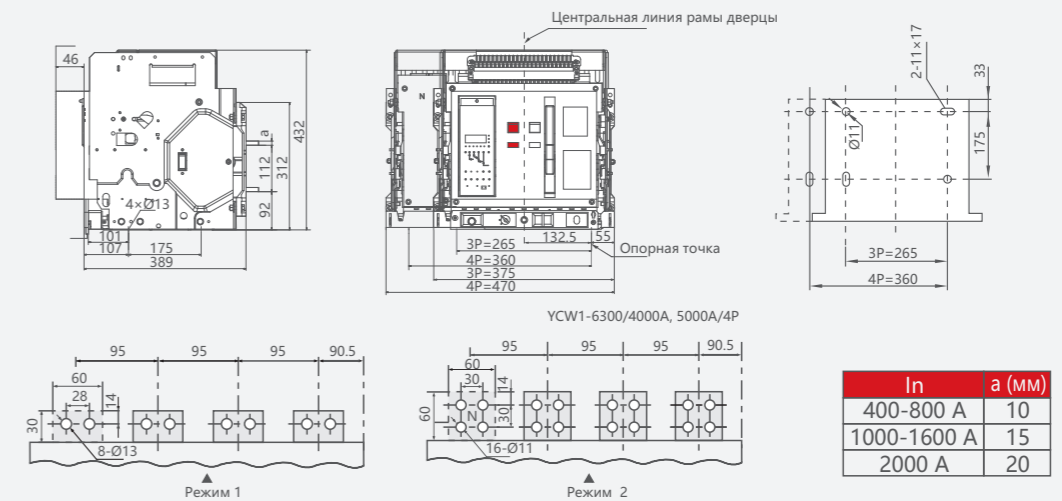 Центральная линия рамы дверцы
46
a
432
112
312
92
4×Ø13
101
107
175
389
N
132.5
55
3P=265
Опорная точка
4P=360
3P=375
4P=470
2-11×17
33
Ø11
175
3P=265
4P=360
YCW1-6300/4000A, 5000A/4P
95
95
95
90.5
60
28
14
30
8-Ø13
Режим 1
95
95
95
90.5
60
30
14
60
30
N
16-Ø11
Режим 2
In a (мм)
400-800 A 10
1000-1600 A 15
2000 A 20